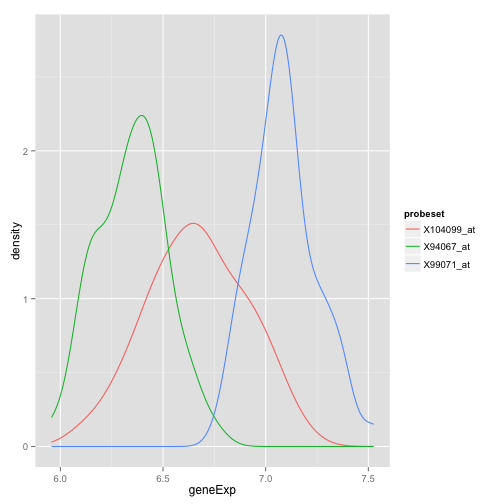 density
2
1
0
6.0 6.5 7.0 7.5
geneExp
probeset
X104099_at
X94067_at
X99071_at